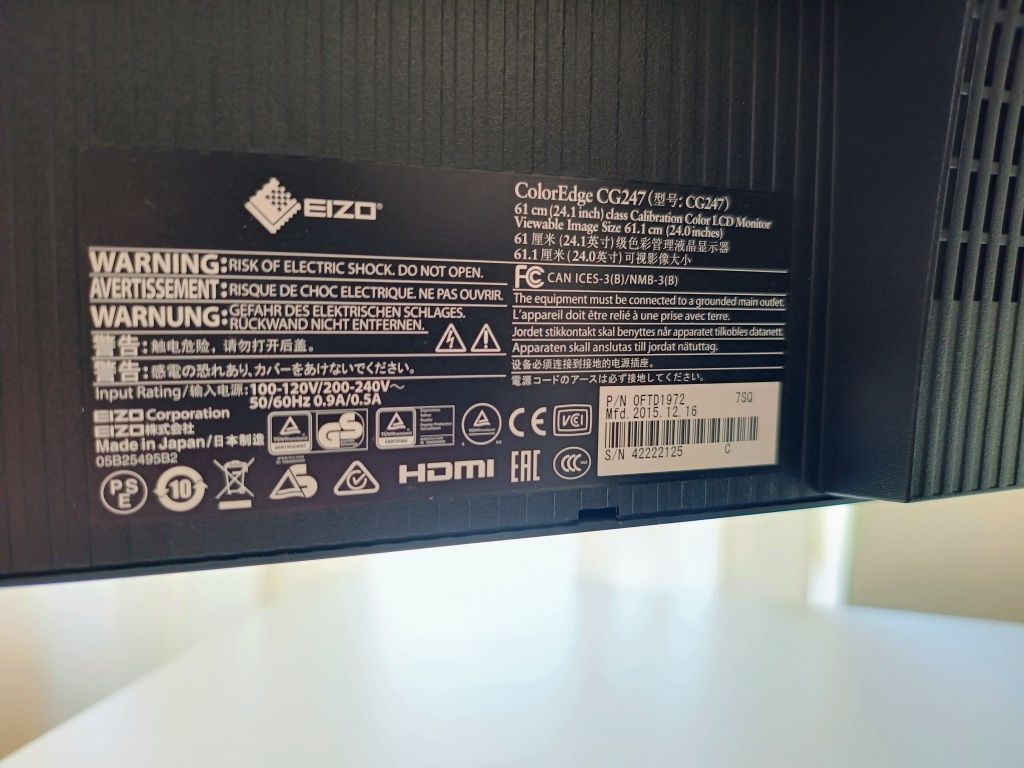 EIZO
ColorEdge CG247 (型号: CG247)
61 cm (24.1 inch) class Calibration Color LCD Monitor
Viewable Image Size 61.1 cm (24.0 inches)
61 厘米 (24.1英寸) 级色彩管理液晶显示器
61.1 厘米 (24.0英寸) 可视影像大小
WARNING: RISK OF ELECTRIC SHOCK. DO NOT OPEN.
AVERTISSEMENT: RISQUE DE CHOC ELECTRIQUE. NE PAS OUVRIR.
WARNUNG: GEFAHR DES ELEKTRISCHEN SCHLAGES.
RÜCKWAND NICHT ENTFERNEN.
警告: 触电危险, 请勿打开后盖。
警告: 感電の恐れあり、カバーをあけないでください。
Input Rating/输入电源: 100-120V/200-240V～
50/60Hz 0.9A/0.5A
FC CAN ICES-3(B)/NMB-3(B)
The equipment must be connected to a grounded main outlet.
L'appareil doit être relié à une prise avec terre.
Jordet stikkontakt skal benyttes når apparatet tilkobles datanett.
Apparaten skall anslutas till jordat nätuttag.
设备必须连接到接地的电源插座。
電源コードのアースは必ず接地してください。
EIZO Corporation
EIZO株式会社
Made in Japan/日本制造
05B25495B2
TÜVRheinland
CERTIFIED
GS
TÜVRheinland
CE
VCCI
P/N 0FTD1972 7SQ
Mfd. 2015.12.16
S/N 42222125 C
PSE
10
HDMI
EAC
CCC